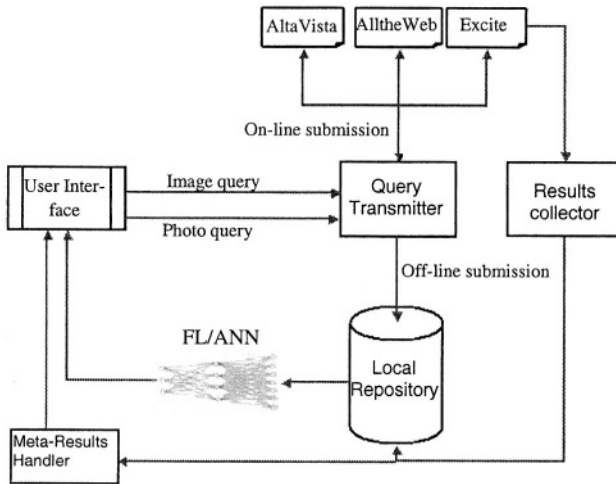 AltaVista
AlltheWeb
Excite
On-line submission
User Inter-
face
Image query
Photo query
Query
Transmitter
Results
collector
Off-line submission
FL/ANN
Local
Repository
Meta-Results
Handler